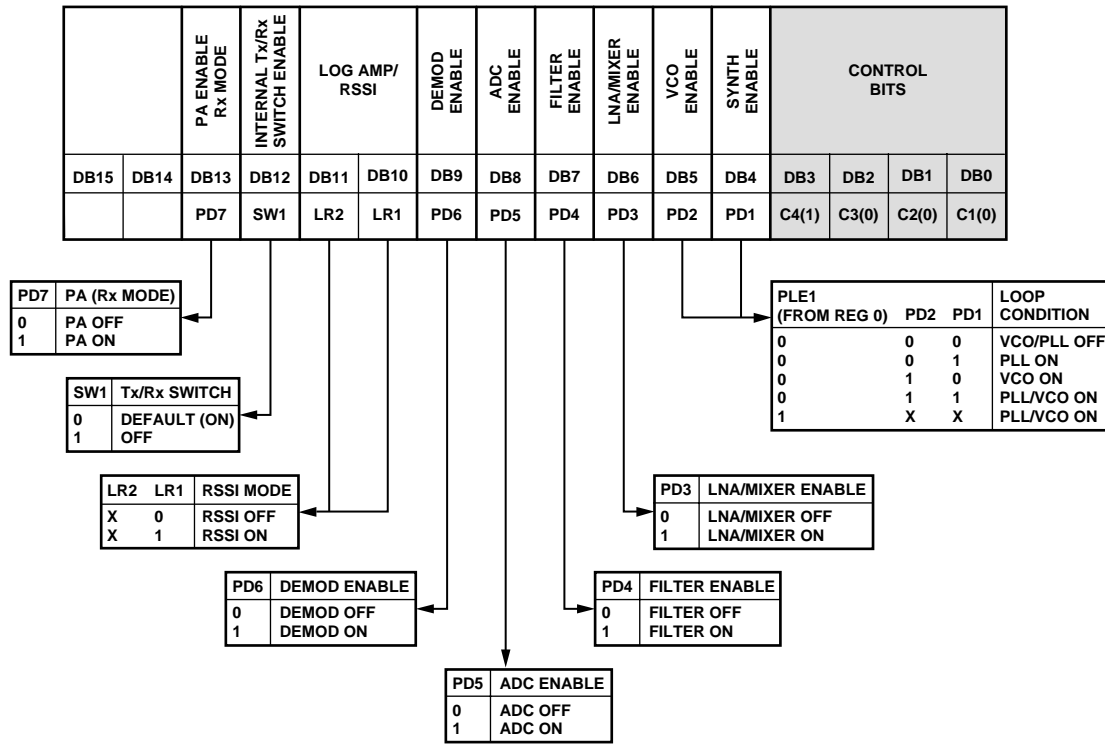 PA ENABLE
Rx MODE
INTERNAL Tx/Rx
SWITCH ENABLE
LOG AMP/
RSSI
DEMOD
ENABLE
ADC
ENABLE
FILTER
ENABLE
LNA/MIXER
ENABLE
VCO
ENABLE
SYNTH
ENABLE
CONTROL
BITS
DB15 DB14 DB13 DB12 DB11 DB10 DB9 DB8 DB7 DB6 DB5 DB4 DB3 DB2 DB1 DB0
PD7 SW1 LR2 LR1 PD6 PD5 PD4 PD3 PD2 PD1 C4(1) C3(0) C2(0) C1(0)
PD7 PA (Rx MODE)
0 PA OFF
1 PA ON
PLE1
(FROM REG 0) PD2 PD1 LOOP
CONDITION
0 0 0 VCO/PLL OFF
0 0 1 PLL ON
0 1 0 VCO ON
0 1 1 PLL/VCO ON
1 X X PLL/VCO ON
SW1 Tx/Rx SWITCH
0 DEFAULT (ON)
1 OFF
LR2 LR1 RSSI MODE
X 0 RSSI OFF
X 1 RSSI ON
PD3 LNA/MIXER ENABLE
0 LNA/MIXER OFF
1 LNA/MIXER ON
PD6 DEMOD ENABLE
0 DEMOD OFF
1 DEMOD ON
PD4 FILTER ENABLE
0 FILTER OFF
1 FILTER ON
PD5 ADC ENABLE
0 ADC OFF
1 ADC ON